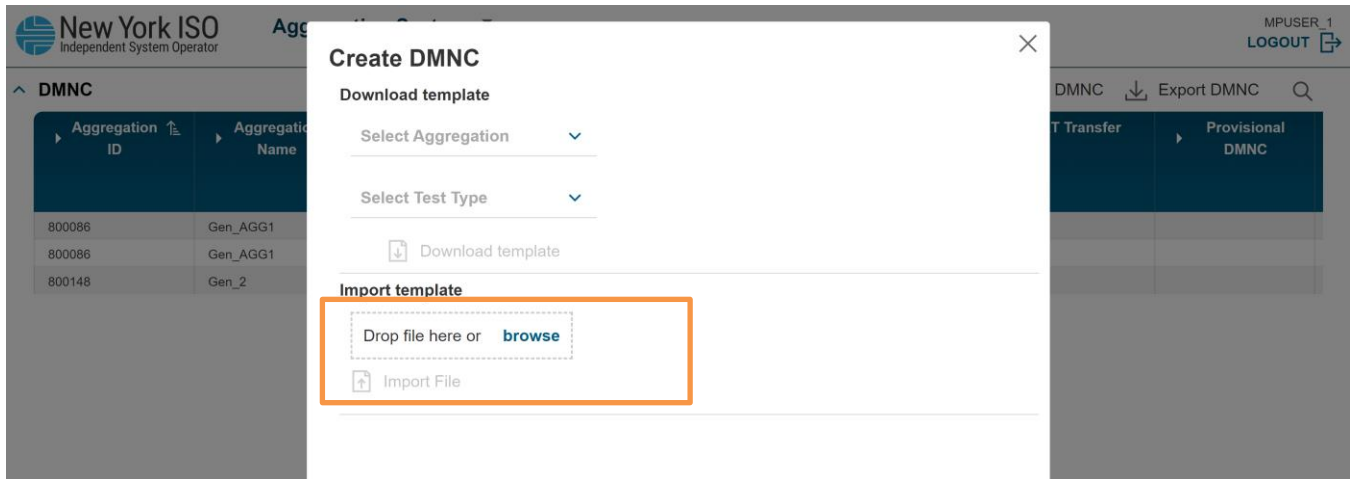 New York ISO
Independent System Operator
Agg
MPUSER_1
LOGOUT
DMNC
DMNC
Export DMNC
Aggregation
ID
Aggregatio
Name
T Transfer
Provisional
DMNC
800086
Gen_AGG1
800086
Gen_AGG1
800148
Gen_2
Create DMNC
Download template
Select Aggregation
Select Test Type
Download template
Import template
Drop file here or browse
Import File